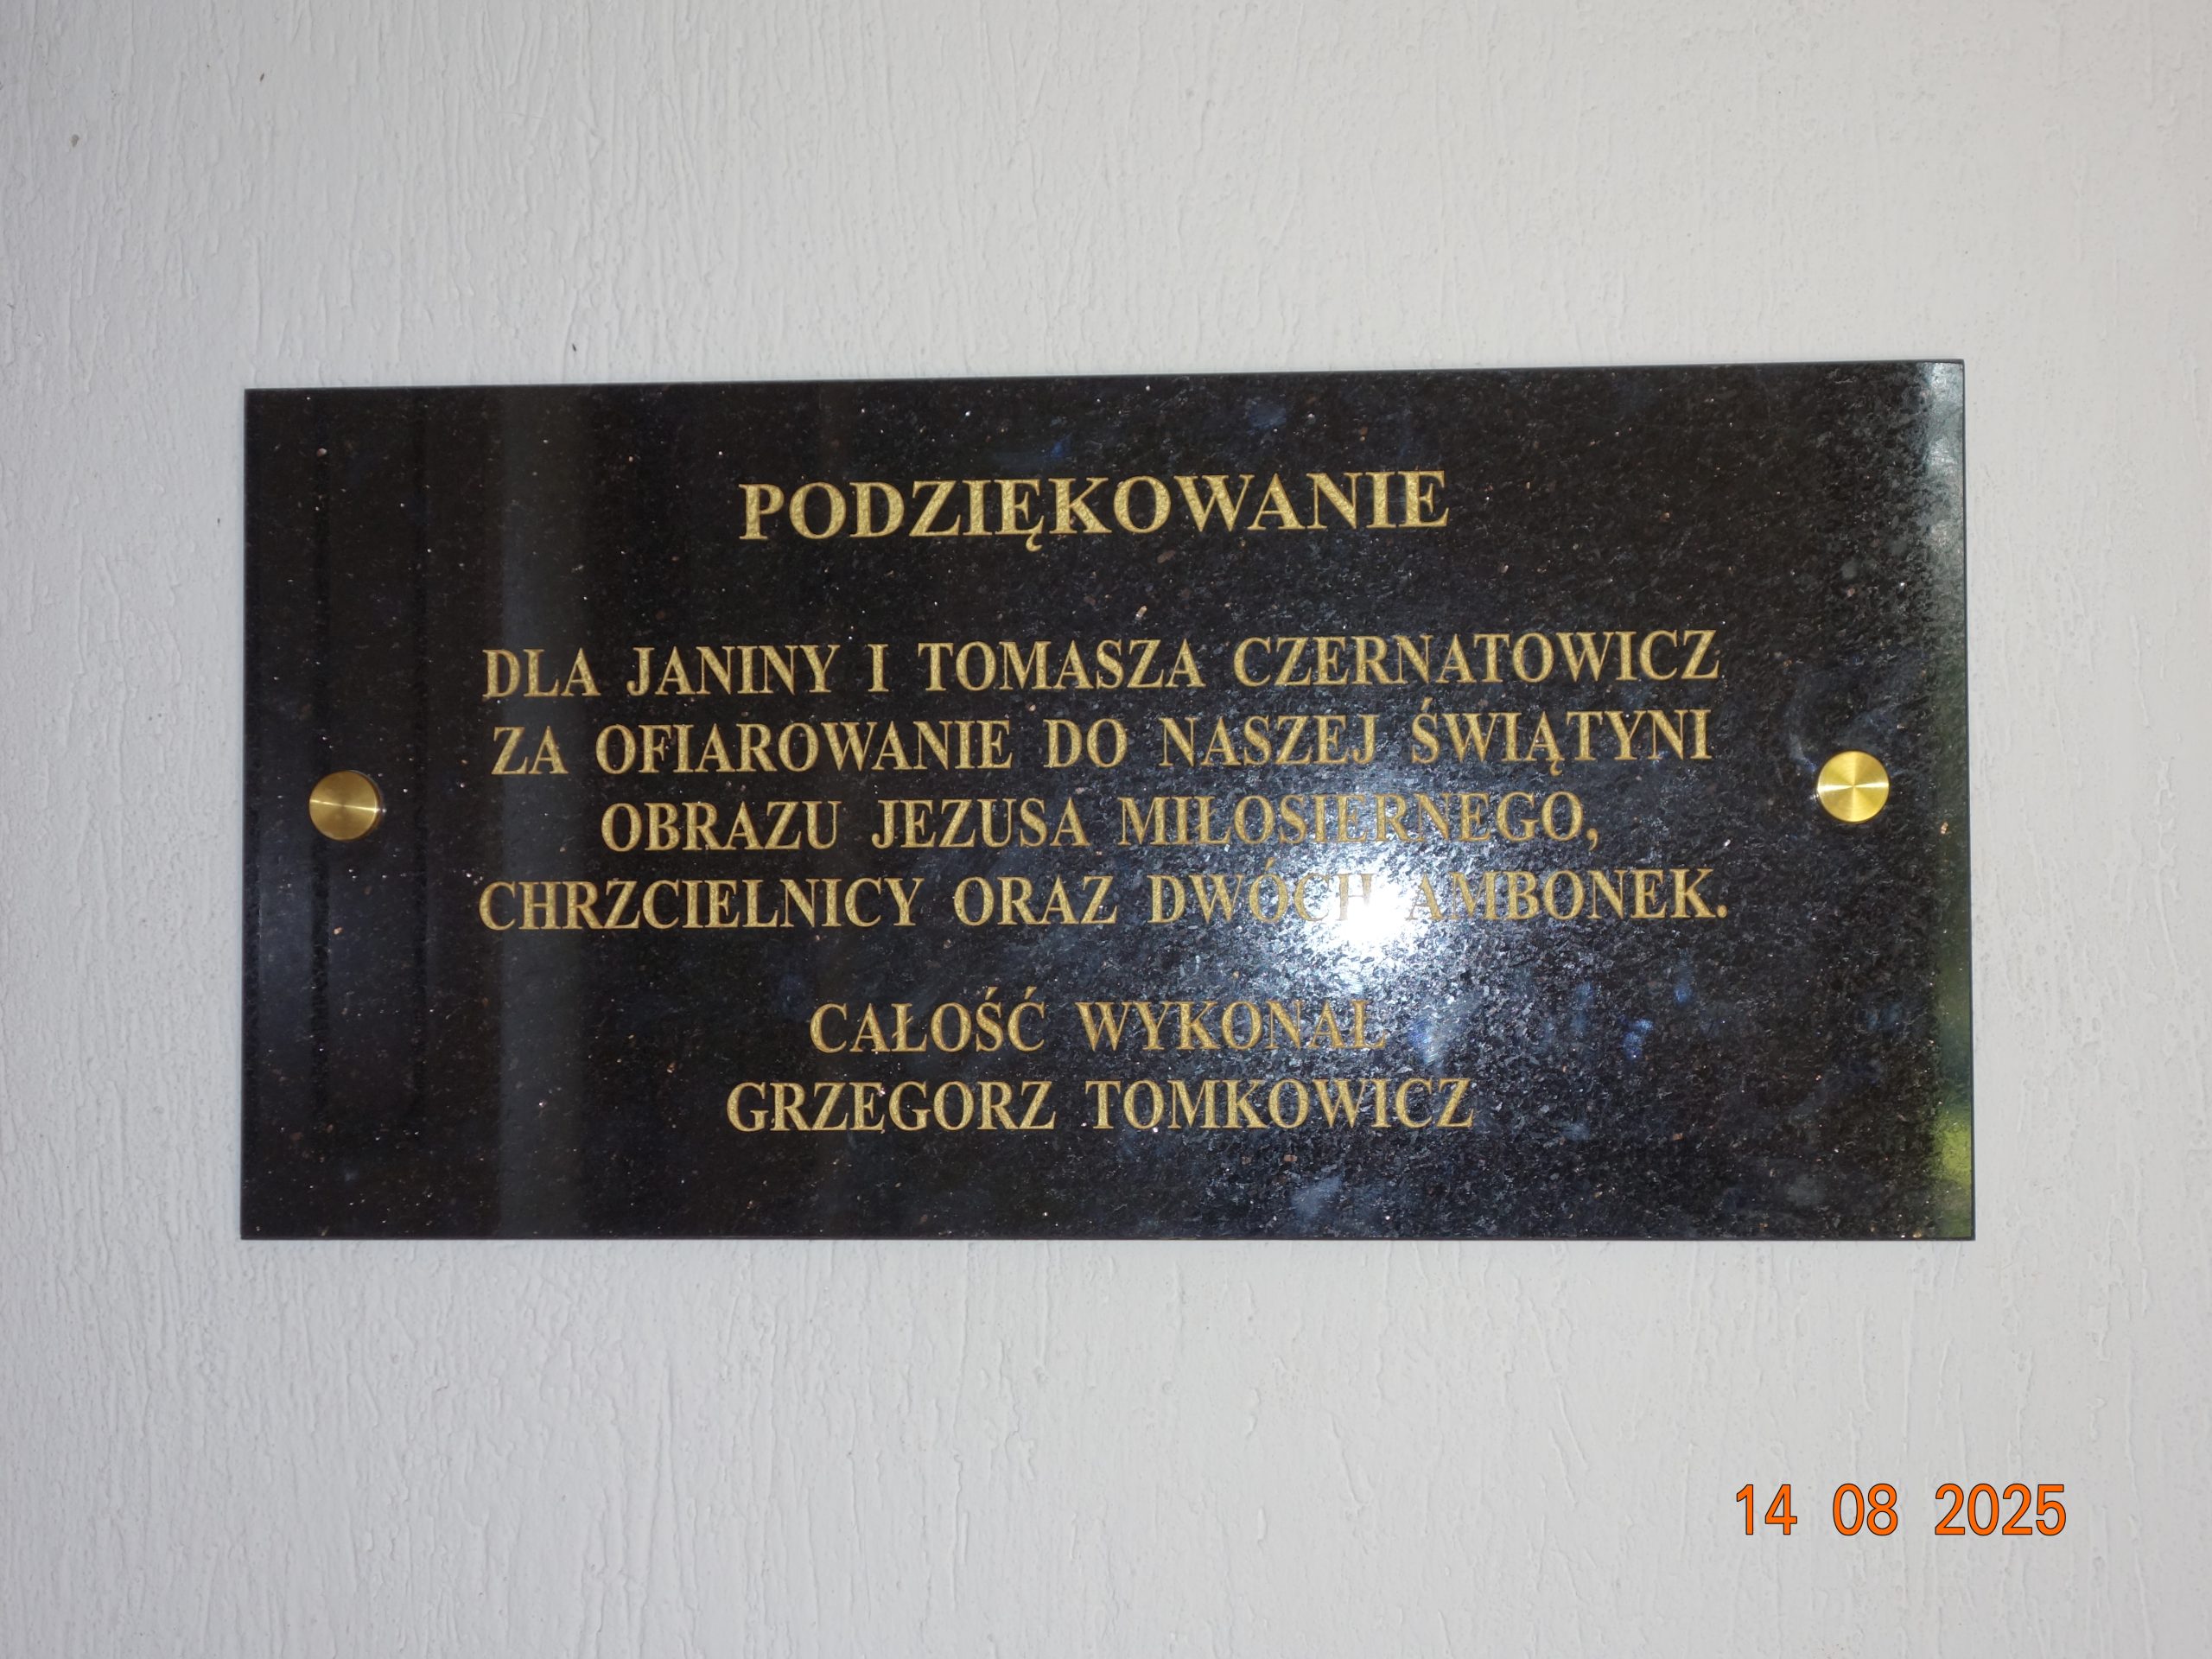 PODZIĘKOWANIE
DLA JANINY I TOMASZA CZERNATOWICZ
ZA OFIAROWANIE DO NASZEJ ŚWIĄTYNI
OBRAZU JEZUSA MIŁOSIERNEGO,
CHRZCIELNICY ORAZ DWÓCH AMBONEK.
CAŁOŚĆ WYKONAŁ
GRZEGORZ TOMKOWICZ
14 08 2025